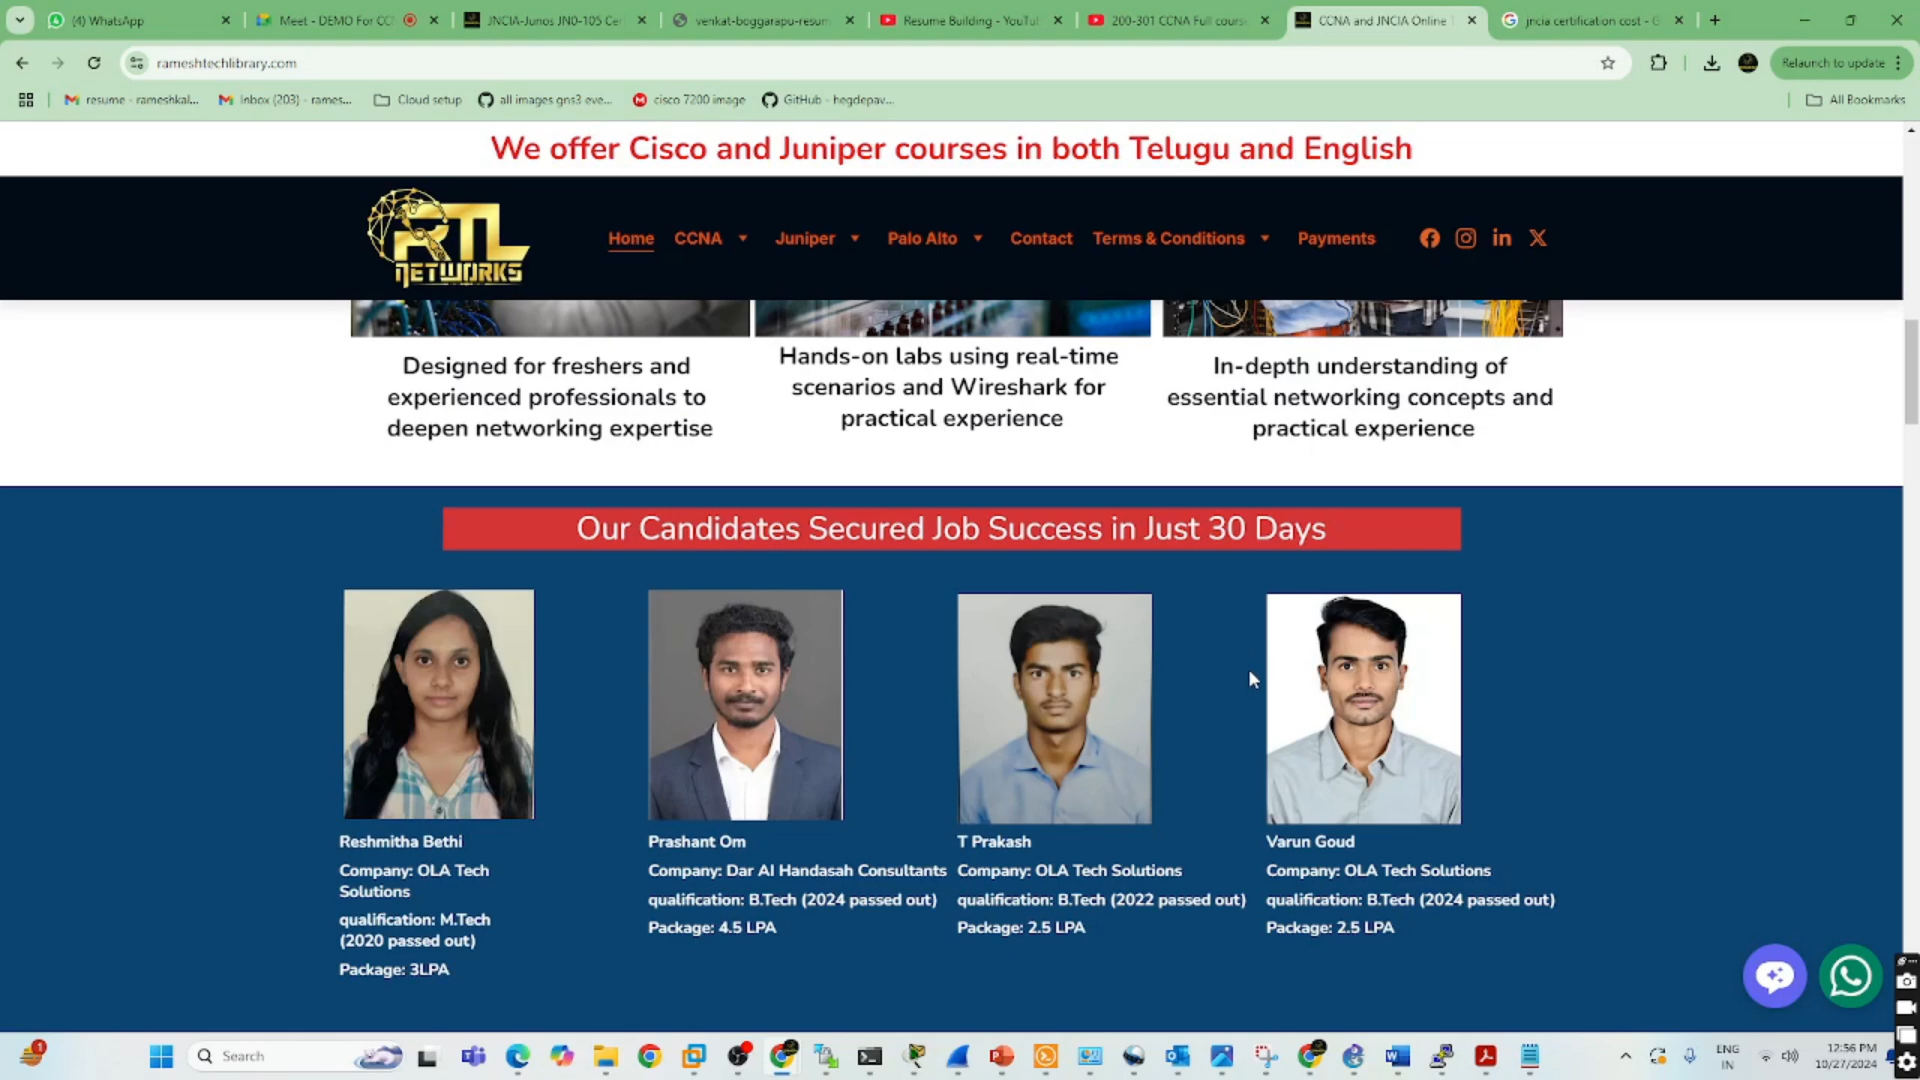 (4) WhatsApp
Meet - DEMO For CC
JNCIA-Junos JN0-105 Cer
venkat-boggarapu-resum
Resume Building - YouTu
200-301 CCNA Full cours
CCNA and JNCIA Online
jncia certification cost - G
rameshtechlibrary.com
Relaunch to update
resume - rameshkal...
Inbox (203) - rames...
Cloud setup
all images gns3 eve...
cisco 7200 image
GitHub - hegdepav...
All Bookmarks
We offer Cisco and Juniper courses in both Telugu and English
RTL
NETWORKS
Home
CCNA
Juniper
Palo Alto
Contact
Terms & Conditions
Payments
Designed for freshers and
experienced professionals to
deepen networking expertise
Hands-on labs using real-time
scenarios and Wireshark for
practical experience
In-depth understanding of
essential networking concepts and
practical experience
Our Candidates Secured Job Success in Just 30 Days
Reshmitha Bethi
Company: OLA Tech
Solutions
qualification: M.Tech
(2020 passed out)
Package: 3LPA
Prashant Om
Company: Dar Al Handasah Consultants
qualification: B.Tech (2024 passed out)
Package: 4.5 LPA
T Prakash
Company: OLA Tech Solutions
qualification: B.Tech (2022 passed out)
Package: 2.5 LPA
Varun Goud
Company: OLA Tech Solutions
qualification: B.Tech (2024 passed out)
Package: 2.5 LPA
1
Search
ENG
IN
12:56 PM
10/27/2024